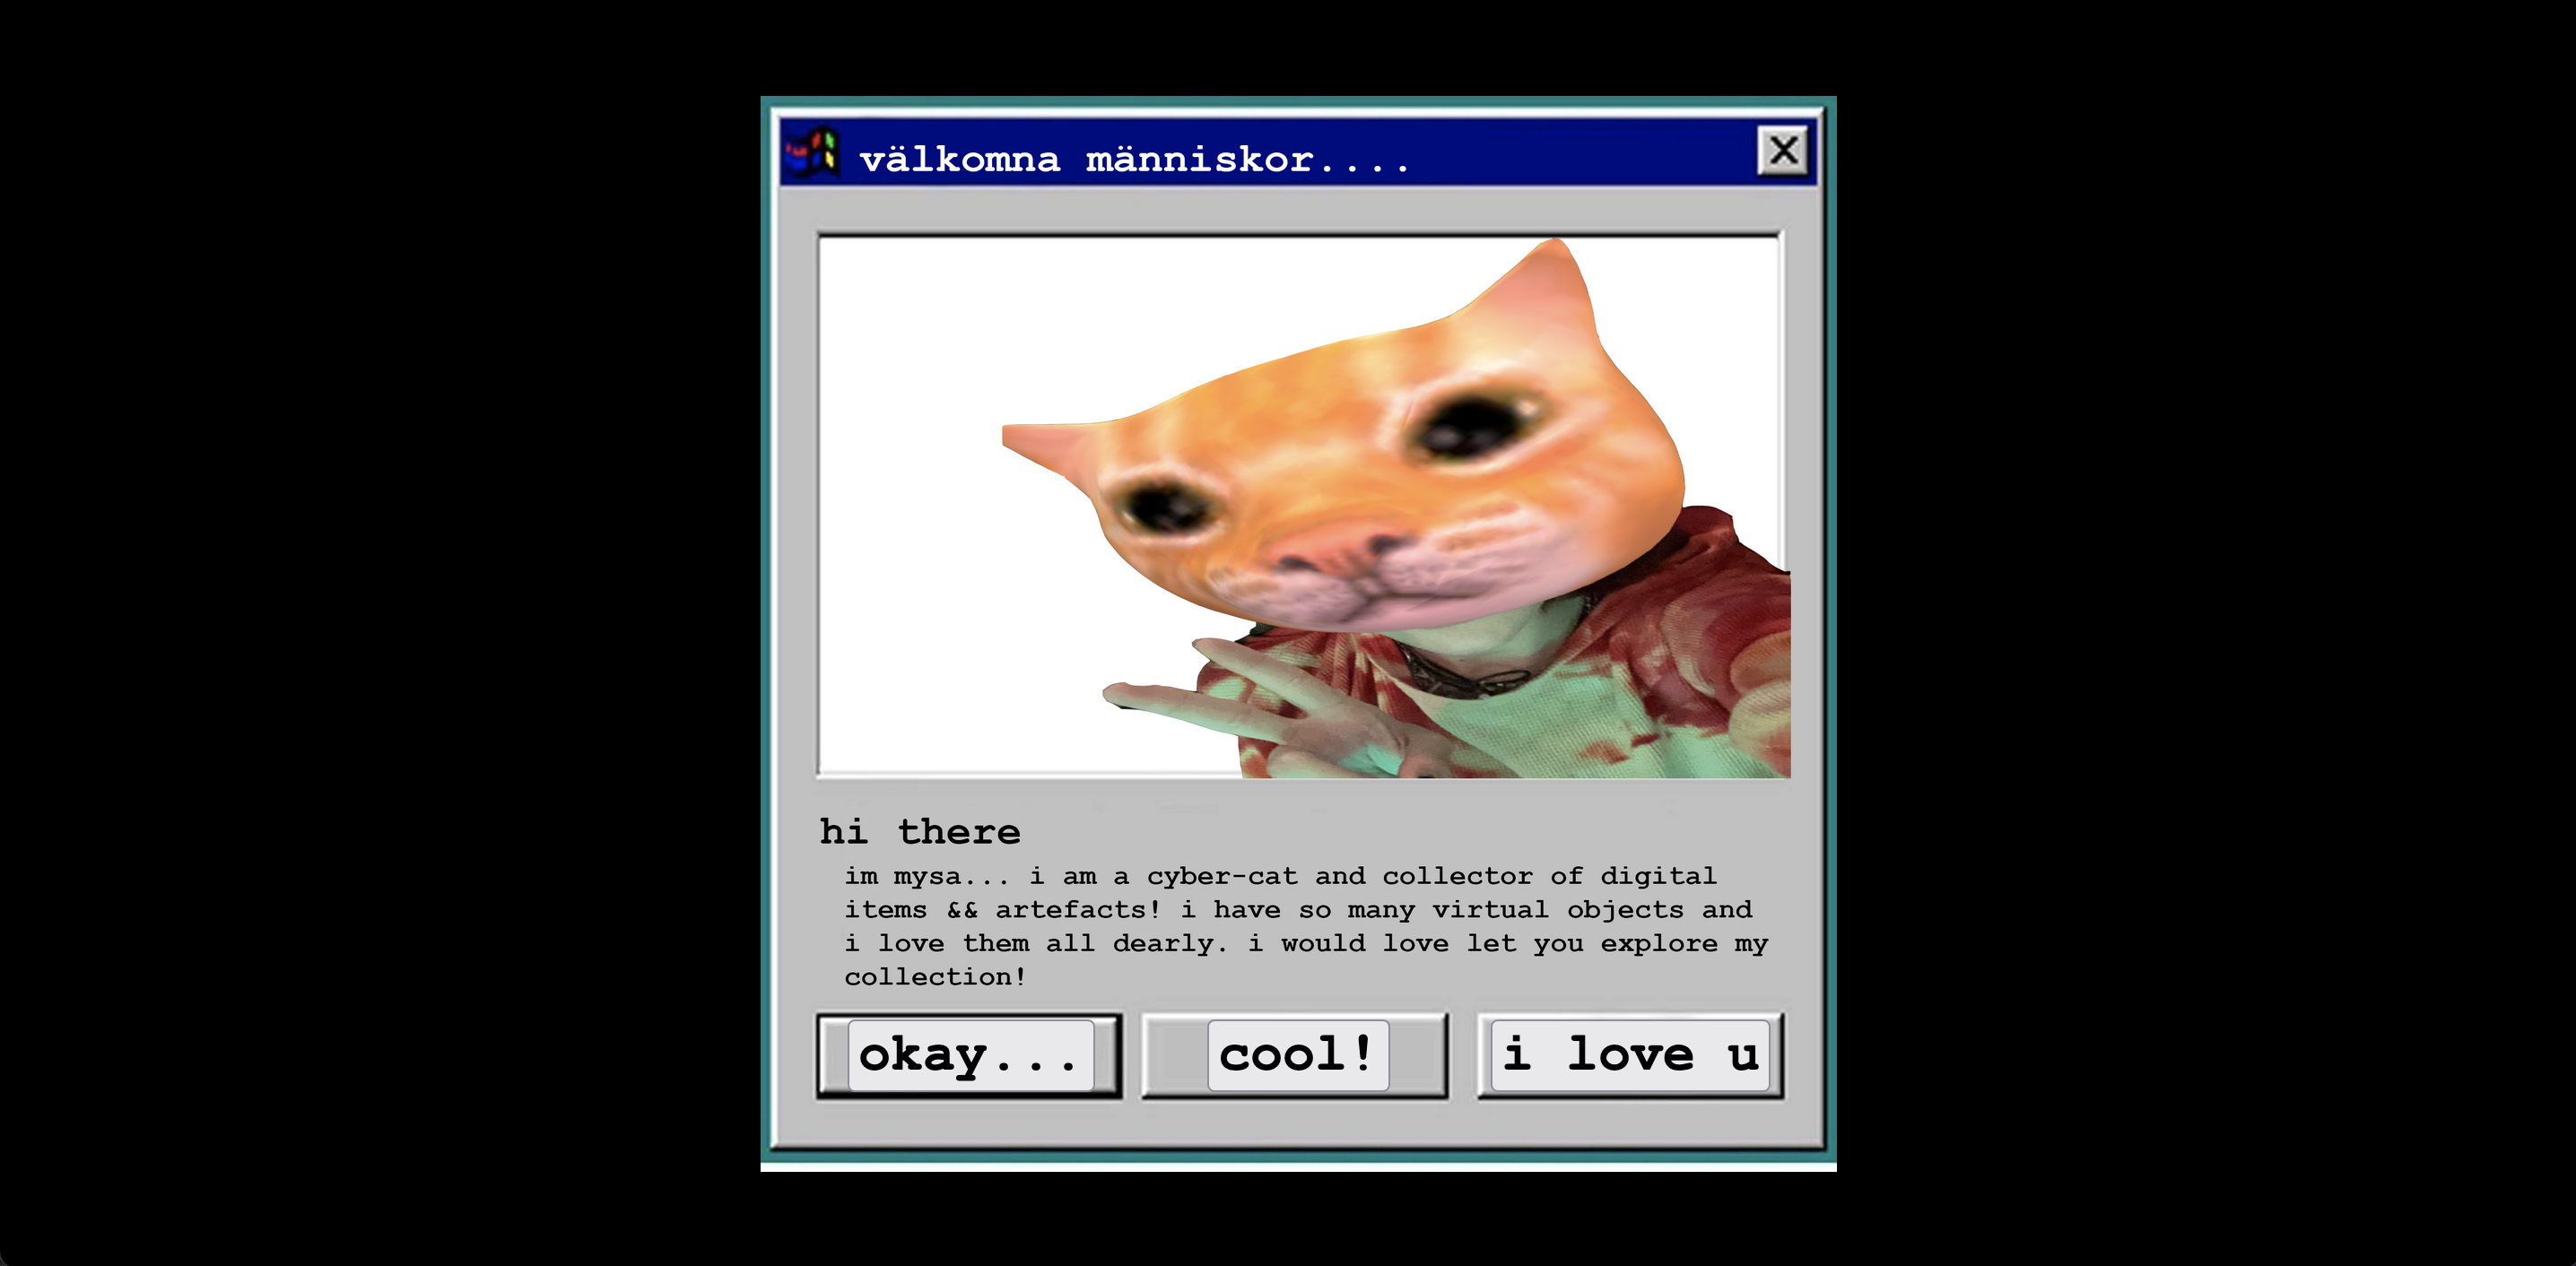 välkomna människor....
hi there
im mysa... i am a cyber-cat and collector of digital
items && artefacts! i have so many virtual objects and
i love them all dearly. i would love let you explore my
collection!
okay...
cool!
i love u